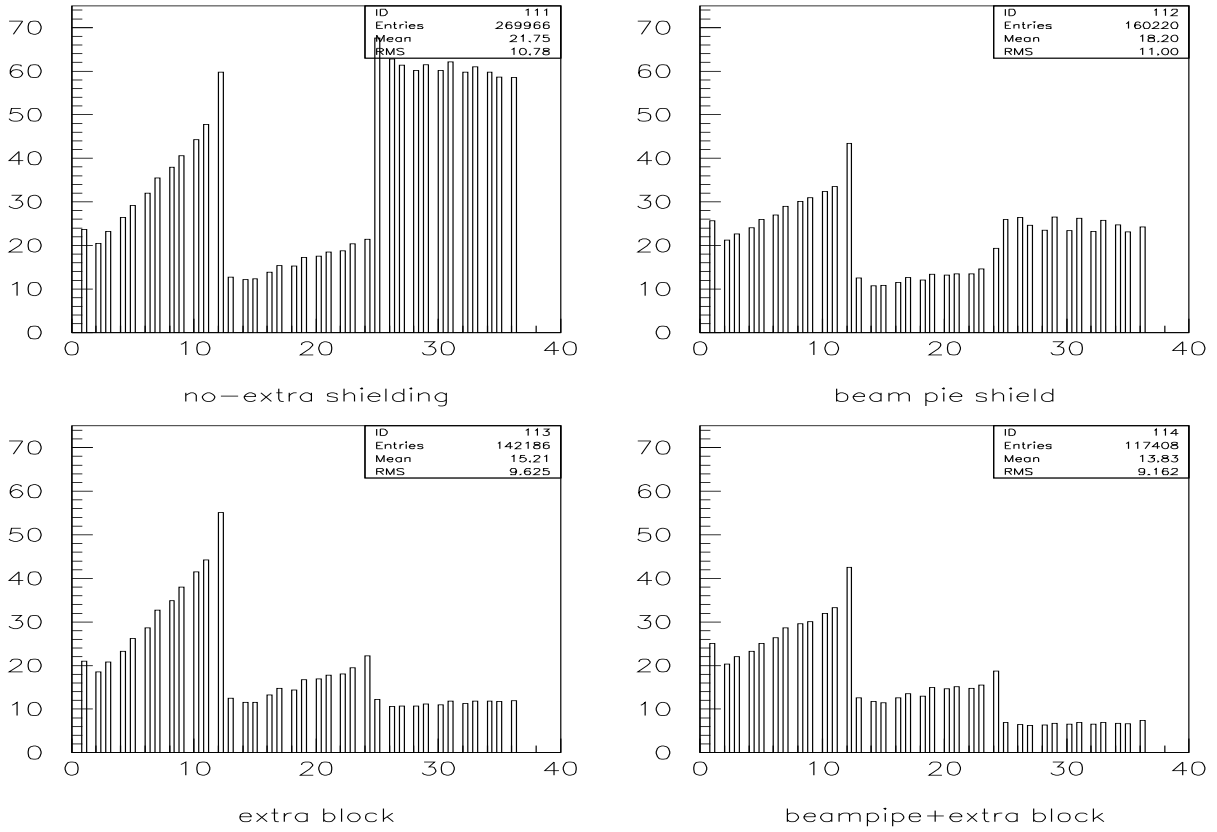 ID 111
Entries 269966
Mean 21.75
RMS 10.78
70
60
50
40
30
20
10
0
0 10 20 30 40
no-extra shielding
ID 112
Entries 160220
Mean 18.20
RMS 11.00
70
60
50
40
30
20
10
0
0 10 20 30 40
beam pie shield
ID 113
Entries 142186
Mean 15.21
RMS 9.625
70
60
50
40
30
20
10
0
0 10 20 30 40
extra block
ID 114
Entries 117408
Mean 13.83
RMS 9.162
70
60
50
40
30
20
10
0
0 10 20 30 40
beampipe+extra block